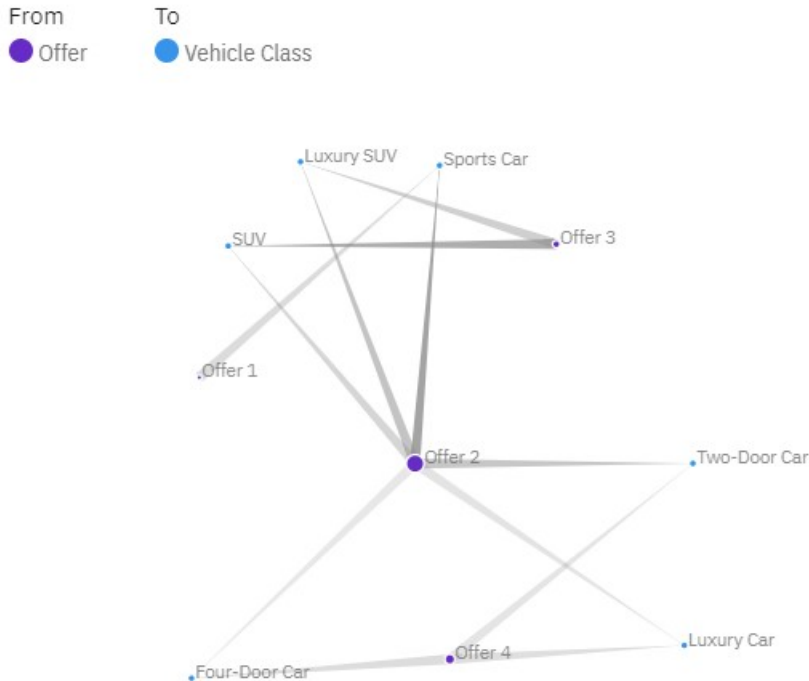 From To
Offer Vehicle Class
Luxury SUV
Sports Car
SUV
Offer 3
Offer 1
Offer 2
Two-Door Car
Luxury Car
Offer 4
Four-Door Car